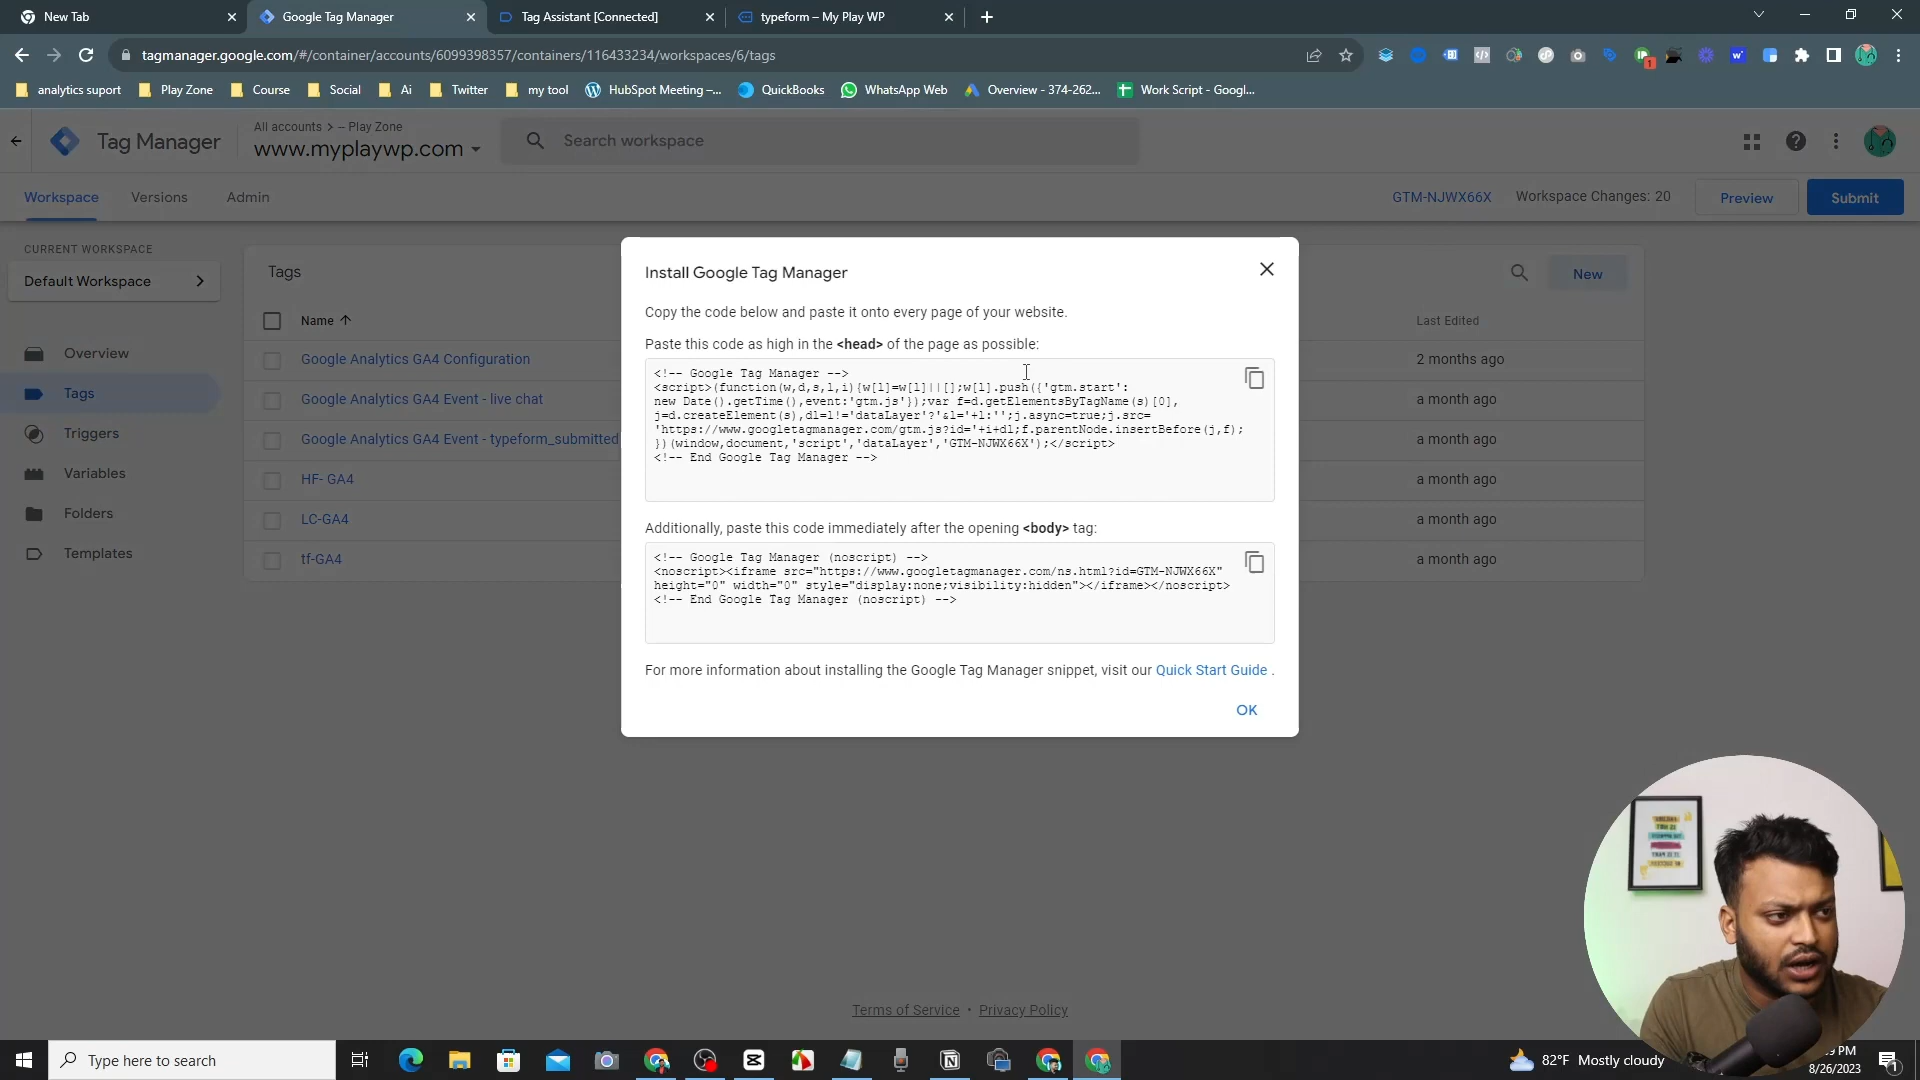 New Tab
Google Tag Manager
Tag Assistant [Connected]
typeform – My Play WP
tagmanager.google.com/#/container/accounts/6099398357/containers/116433234/workspaces/6/tags
analytics suport
Play Zone
Course
Social
Ai
Twitter
my tool
HubSpot Meeting –...
QuickBooks
WhatsApp Web
Overview - 374-262...
Work Script - Googl...
Tag Manager
All accounts > – Play Zone
www.myplaywp.com
Search workspace
Workspace
Versions
Admin
GTM-NJWX66X
Workspace Changes: 20
Preview
Submit
CURRENT WORKSPACE
Default Workspace
Overview
Tags
Triggers
Variables
Folders
Templates
Tags
New
Name
Last Edited
Google Analytics GA4 Configuration
2 months ago
Google Analytics GA4 Event - live chat
a month ago
Google Analytics GA4 Event - typeform_submitted
a month ago
HF- GA4
a month ago
LC-GA4
a month ago
tf-GA4
a month ago
Install Google Tag Manager
Copy the code below and paste it onto every page of your website.
Paste this code as high in the <head> of the page as possible:
<!-- Google Tag Manager -->
<script>(function(w,d,s,l,i){w[l]=w[l]||[];w[l].push({'gtm.start':
new Date().getTime(),event:'gtm.js'});var f=d.getElementsByTagName(s)[0],
j=d.createElement(s),dl=l!='dataLayer'?'&l='+l:'';j.async=true;j.src=
'https://www.googletagmanager.com/gtm.js?id='+i+dl;f.parentNode.insertBefore(j,f);
})(window,document,'script','dataLayer','GTM-NJWX66X');</script>
<!-- End Google Tag Manager -->
Additionally, paste this code immediately after the opening <body> tag:
<!-- Google Tag Manager (noscript) -->
<noscript><iframe src="https://www.googletagmanager.com/ns.html?id=GTM-NJWX66X"
height="0" width="0" style="display:none;visibility:hidden"></iframe></noscript>
<!-- End Google Tag Manager (noscript) -->
For more information about installing the Google Tag Manager snippet, visit our Quick Start Guide .
OK
Terms of Service • Privacy Policy
Type here to search
82°F Mostly cloudy
9 PM
8/26/2023